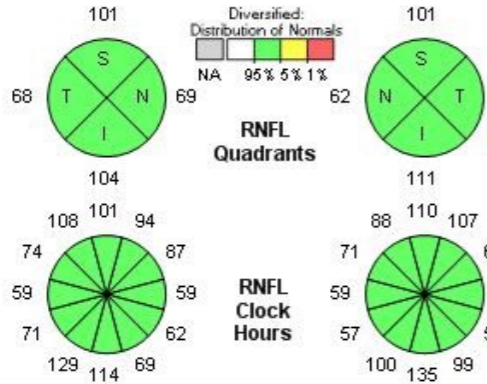 101
Diversified:
Distribution of Normals
NA 95% 5% 1%
101
S
T N
I
68 69
104
RNFL
Quadrants
S
N T
I
62
111
101
108 94
74 87
59 59
71 62
129 69
114
RNFL
Clock
Hours
110
88 107
71
59
57
100 99
135